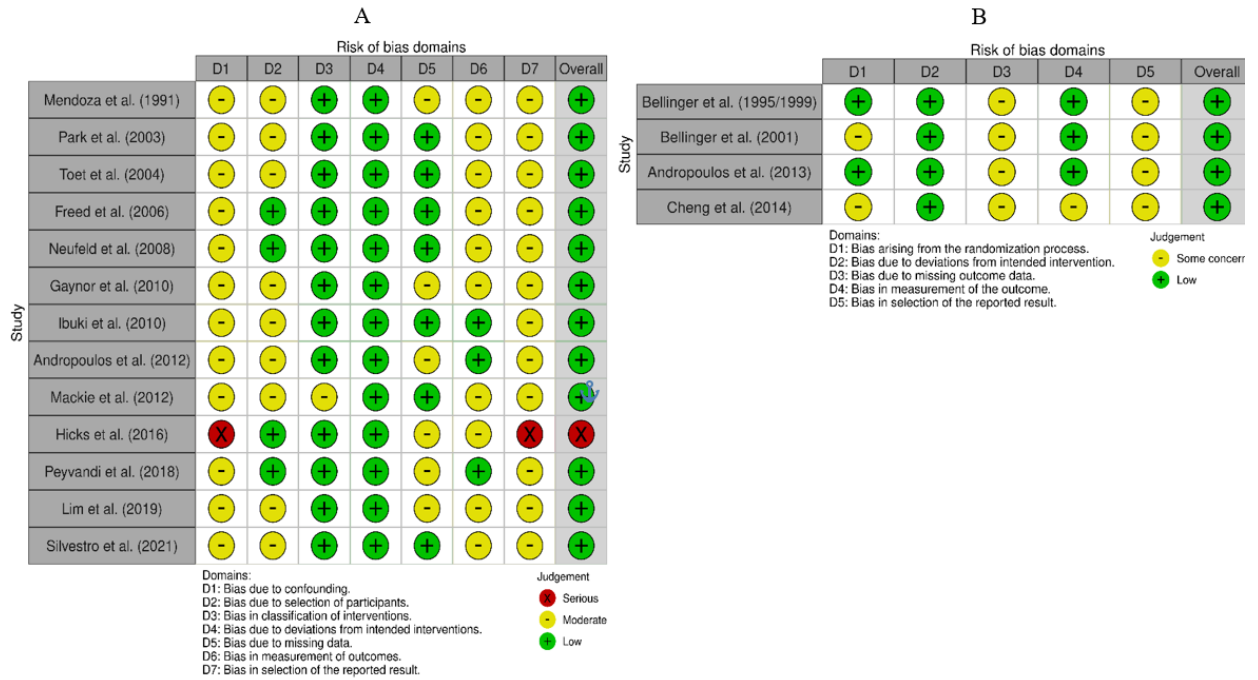 A
Risk of bias domains
D1 D2 D3 D4 D5 D6 D7 Overall
Study
Mendoza et al. (1991) - - + + - - - +
Park et al. (2003) - - + + + - - +
Toet et al. (2004) - - + + + - - +
Freed et al. (2006) - + + + + - - +
Neufeld et al. (2008) - + + + + - - +
Gaynor et al. (2010) - - + + - - - +
Ibuki et al. (2010) - - + + + + - +
Andropoulos et al. (2012) - - + + - + - +
Mackie et al. (2012) - - - + + - - +
Hicks et al. (2016) X + + + - - X X
Peyvandi et al. (2018) - + + + - + - +
Lim et al. (2019) - - + + - - - +
Silvestro et al. (2021) - - + + + - - +
Domains:
D1: Bias due to confounding.
D2: Bias due to selection of participants.
D3: Bias in classification of interventions.
D4: Bias due to deviations from intended interventions.
D5: Bias due to missing data.
D6: Bias in measurement of outcomes.
D7: Bias in selection of the reported result.
Judgement
X Serious
- Moderate
+ Low
B
Risk of bias domains
D1 D2 D3 D4 D5 Overall
Study
Bellinger et al. (1995/1999) + + - + - +
Bellinger et al. (2001) - + - + - +
Andropoulos et al. (2013) + + - + - +
Cheng et al. (2014) - + - - - +
Domains:
D1: Bias arising from the randomization process.
D2: Bias due to deviations from intended intervention.
D3: Bias due to missing outcome data.
D4: Bias in measurement of the outcome.
D5: Bias in selection of the reported result.
Judgement
- Some concern
+ Low